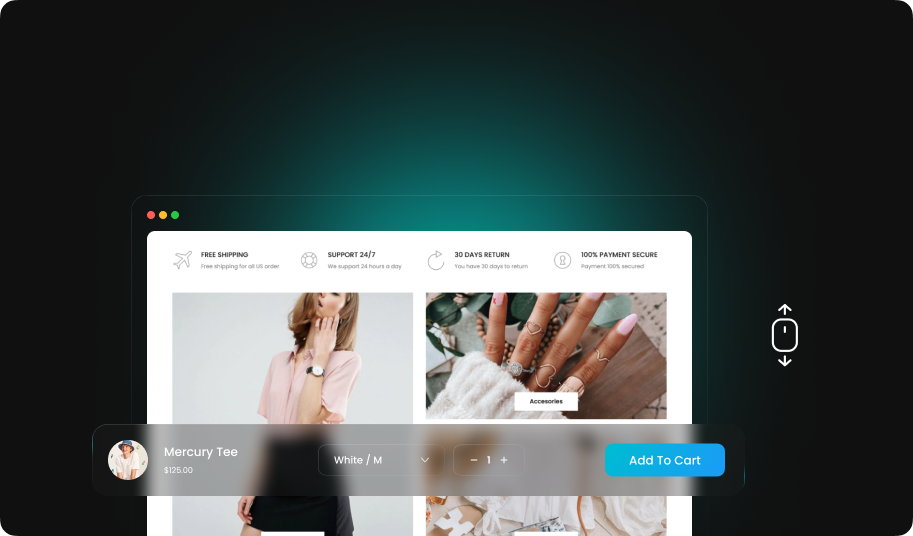 FREE SHIPPING
Free shipping for all US order
SUPPORT 24/7
We support 24 hours a day
30 DAYS RETURN
You have 30 days to return
100% PAYMENT SECURE
Payment 100% secured
Accesories
Mercury Tee
$125.00
White / M
1
Add To Cart